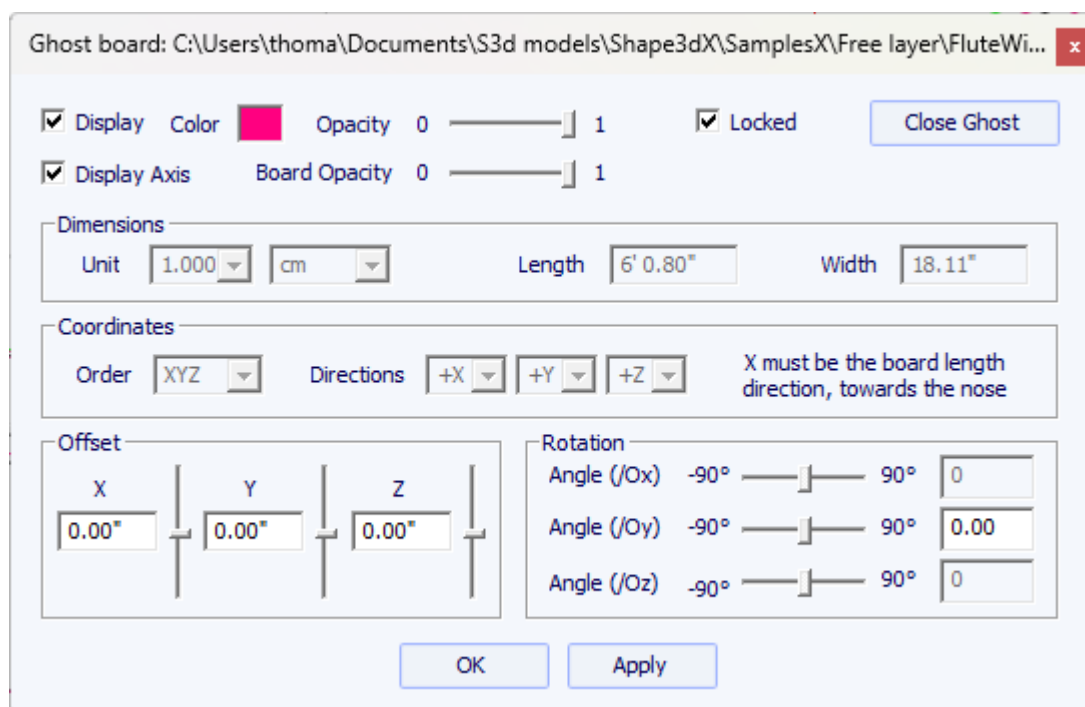 Ghost board: C:\Users\thoma\Documents\S3d models\Shape3dX\SamplesX\Free layer\FluteWi... x
Display Color Opacity 0 1 Locked Close Ghost
Display Axis Board Opacity 0 1
Dimensions
Unit 1.000 cm Length 6' 0.80" Width 18.11"
Coordinates
Order XYZ Directions +X +Y +Z X must be the board length
direction, towards the nose
Offset
X Y Z
0.00" 0.00" 0.00"
Rotation
Angle (/Ox) -90° 90° 0
Angle (/Oy) -90° 90° 0.00
Angle (/Oz) -90° 90° 0
OK Apply